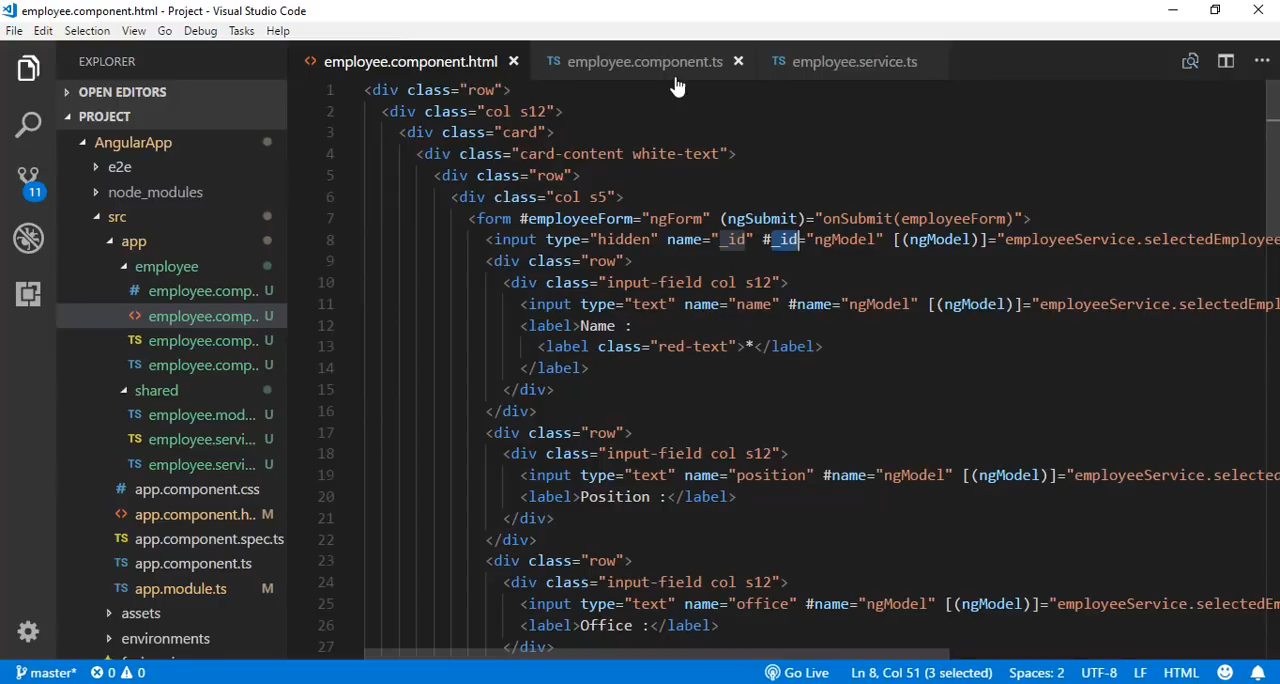 employee.component.html - Project - Visual Studio Code
File Edit Selection View Go Debug Tasks Help
EXPLORER
OPEN EDITORS
PROJECT
AngularApp
e2e
node_modules
src
app
employee
# employee.comp.. U
<> employee.comp.. U
TS employee.comp.. U
TS employee.comp.. U
shared
TS employee.mod... U
TS employee.servi... U
TS employee.servi... U
# app.component.css
<> app.component.h.. M
TS app.component.spec.ts
TS app.component.ts
TS app.module.ts M
assets
environments
11
<> employee.component.html TS employee.component.ts TS employee.service.ts
1 <div class="row">
2 <div class="col s12">
3 <div class="card">
4 <div class="card-content white-text">
5 <div class="row">
6 <div class="col s5">
7 <form #employeeForm="ngForm" (ngSubmit)="onSubmit(employeeForm)">
8 <input type="hidden" name="_id" #_id="ngModel" [(ngModel)]="employeeService.selectedEmployee
9 <div class="row">
10 <div class="input-field col s12">
11 <input type="text" name="name" #name="ngModel" [(ngModel)]="employeeService.selectedEmpl
12 <label>Name :
13 <label class="red-text">*</label>
14 </label>
15 </div>
16 </div>
17 <div class="row">
18 <div class="input-field col s12">
19 <input type="text" name="position" #name="ngModel" [(ngModel)]="employeeService.selected
20 <label>Position :</label>
21 </div>
22 </div>
23 <div class="row">
24 <div class="input-field col s12">
25 <input type="text" name="office" #name="ngModel" [(ngModel)]="employeeService.selectedEm
26 <label>Office :</label>
27 </div>
master* 0 0 Go Live Ln 8, Col 51 (3 selected) Spaces: 2 UTF-8 LF HTML